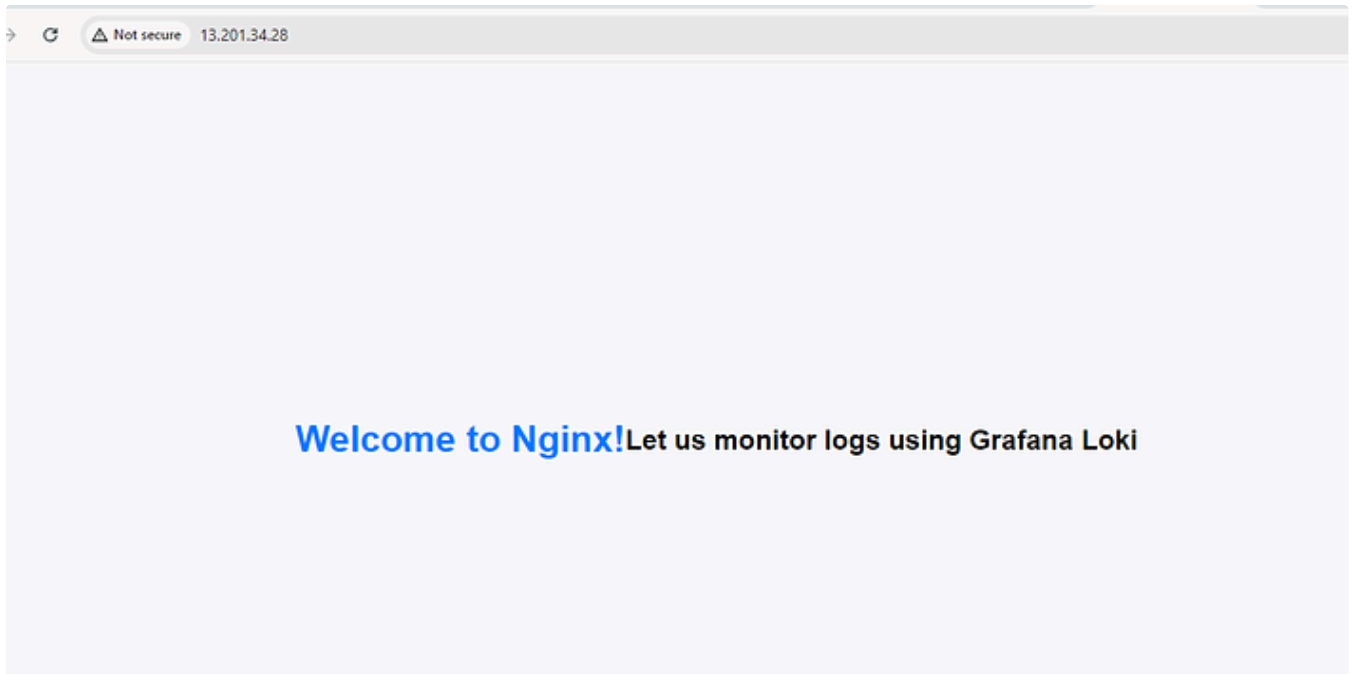 Not secure 13.201.34.28
Welcome to Nginx!Let us monitor logs using Grafana Loki